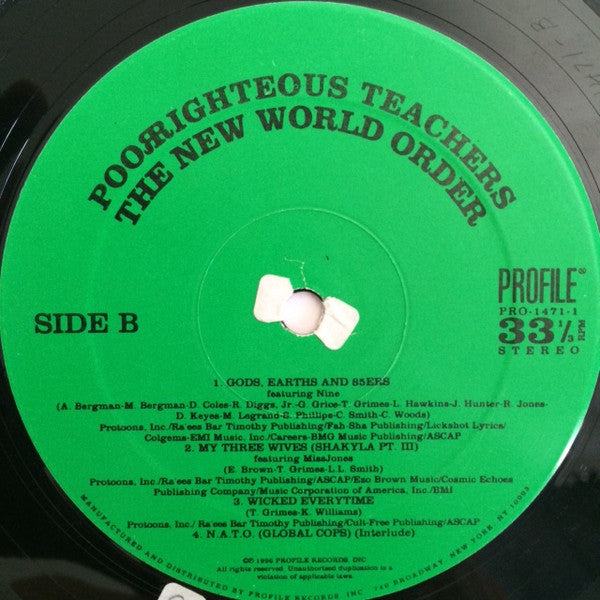 POOR RIGHTEOUS TEACHERS
THE NEW WORLD ORDER
SIDE B
PROFILE®
PRO-1471-1
33 1/3 RPM
STEREO
1. GODS, EARTHS AND 85ERS
featuring Nine
(A. Bergman-M. Bergman-D. Coles-R. Diggs, Jr.-G. Grice-T. Grimes-L. Hawkins-J. Hunter-R. Jones-
D. Keyes-M. Legrand-S. Phillips-C. Smith-C. Woods)
Protoons, Inc./Ra'ees Bar Timothy Publishing/Fah-Sha Publishing/Lickshot Lyrics/
Colgems-EMI Music, Inc./Careers-BMG Music Publishing/ASCAP
2. MY THREE WIVES (SHAKYLA PT. III)
featuring MissJones
(E. Brown-T. Grimes-L.L. Smith)
Protoons, Inc./Ra'ees Bar Timothy Publishing/ASCAP/Eso Brown Music/Cosmic Echoes
Publishing Company/Music Corporation of America, Inc./BMI
3. WICKED EVERYTIME
(T. Grimes-K. Williams)
Protoons, Inc./ Ra'ees Bar Timothy Publishing/Cult-Free Publishing/ASCAP
4. N.A.T.O. (GLOBAL COPS) (Interlude)
©℗ 1996 PROFILE RECORDS, INC
All rights reserved. Unauthorized duplication is a
violation of applicable laws.
MANUFACTURED AND DISTRIBUTED BY PROFILE RECORDS, INC. 740 BROADWAY, NEW YORK, NY 10003